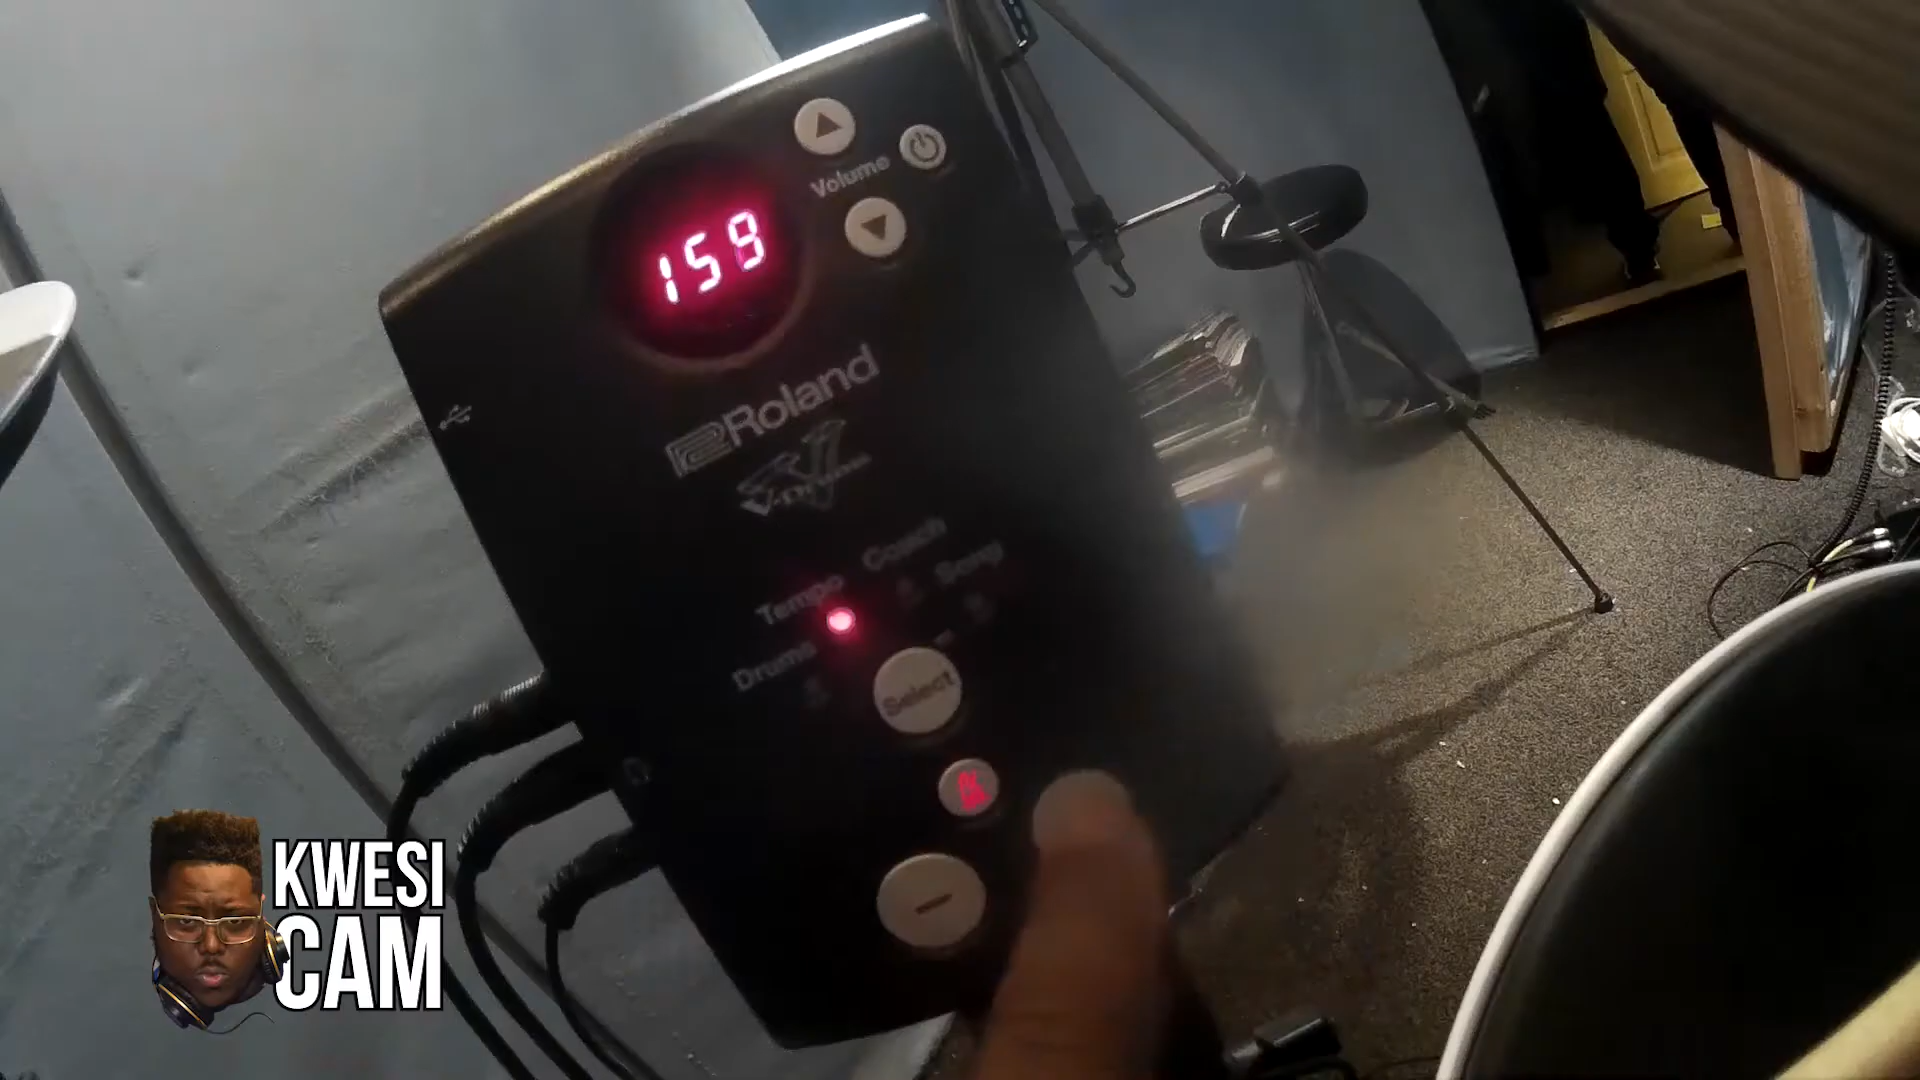 Volume
159
Roland
V-Drums
Coach
Tempo
Song
Drums
Select
KWESI
CAM